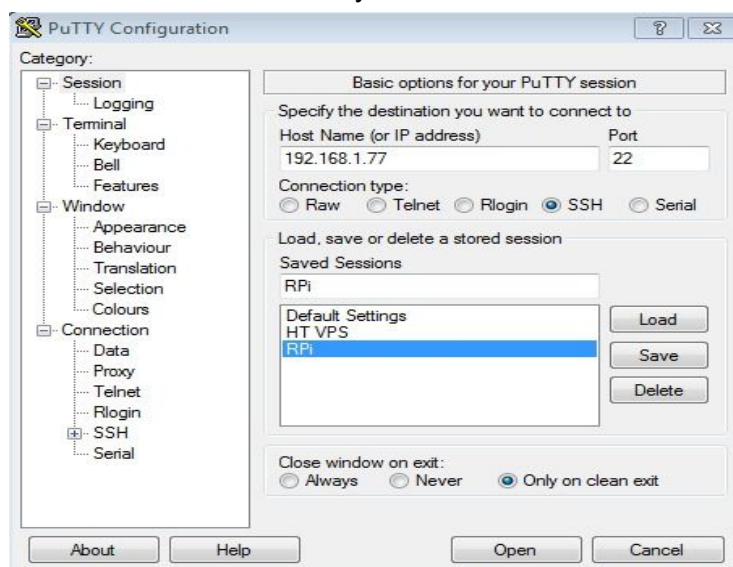 PuTTY Configuration
Category:
Session
Logging
Terminal
Keyboard
Bell
Features
Window
Appearance
Behaviour
Translation
Selection
Colours
Connection
Data
Proxy
Telnet
Rlogin
SSH
Serial
Basic options for your PuTTY session
Specify the destination you want to connect to
Host Name (or IP address) Port
192.168.1.77 22
Connection type:
Raw Telnet Rlogin SSH Serial
Load, save or delete a stored session
Saved Sessions
RPi
Default Settings
HT VPS
RPi
Load
Save
Delete
Close window on exit:
Always Never Only on clean exit
About Help Open Cancel